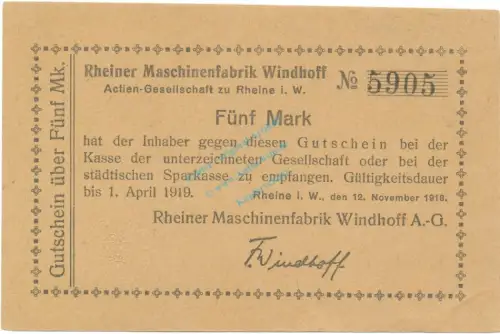 Gutschein über Fünf Mk.
Rheiner Maschinenfabrik Windhoff
Actien-Gesellschaft zu Rheine i. W.
№ 5905
Fünf Mark
hat der Inhaber gegen diesen Gutschein bei der
Kasse der unterzeichneten Gesellschaft oder bei der
städtischen Sparkasse zu empfangen. Gültigkeitsdauer
bis 1. April 1919. Rheine i. W., den 12. November 1918.
Rheiner Maschinenfabrik Windhoff A.-G.
F. Windhoff